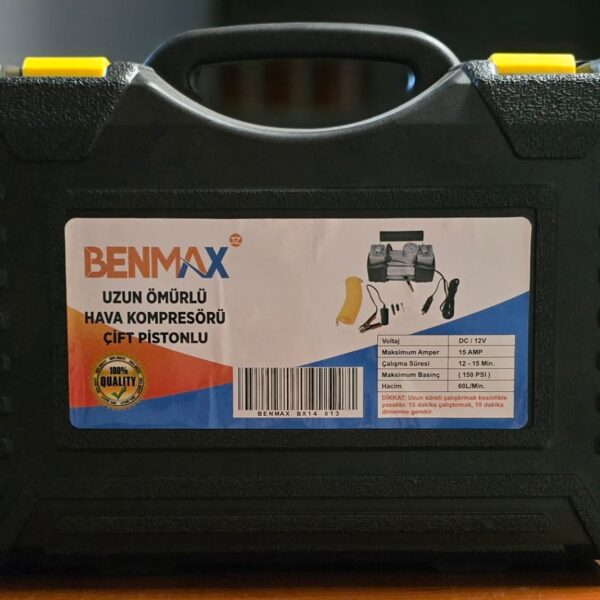 BENMAX
UZUN ÖMÜRLÜ
HAVA KOMPRESÖRÜ
ÇİFT PİSTONLU
100%
QUALITY
BENMAX BX14 013
Voltaj DC / 12V
Maksimum Amper 15 AMP
Çalışma Süresi 12 - 15 Min.
Maksimum Basınç ( 150 PSI )
Hacim 60L/Min.
DİKKAT: Uzun süreli çalıştırmak kesinlikle
yasaktır. 10 dakika çalıştırmak, 10 dakika
dinlenme gerekir.